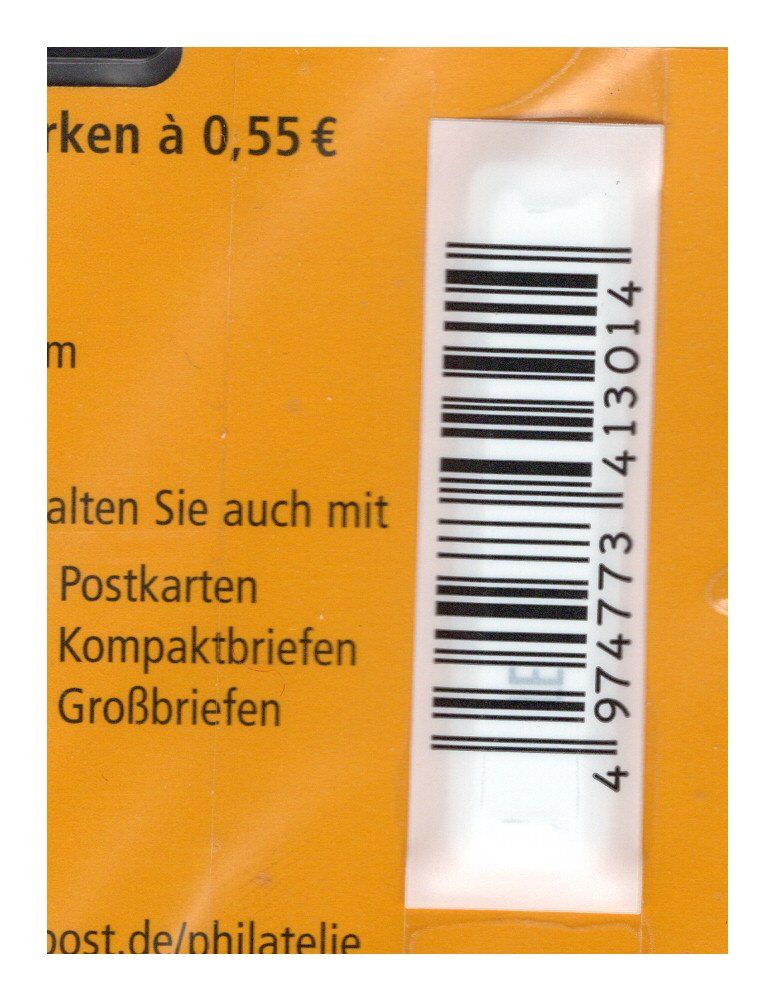 rken à 0,55 €
m
alten Sie auch mit
Postkarten
Kompaktbriefen
Großbriefen
post.de/philatelie
4 974773 413014